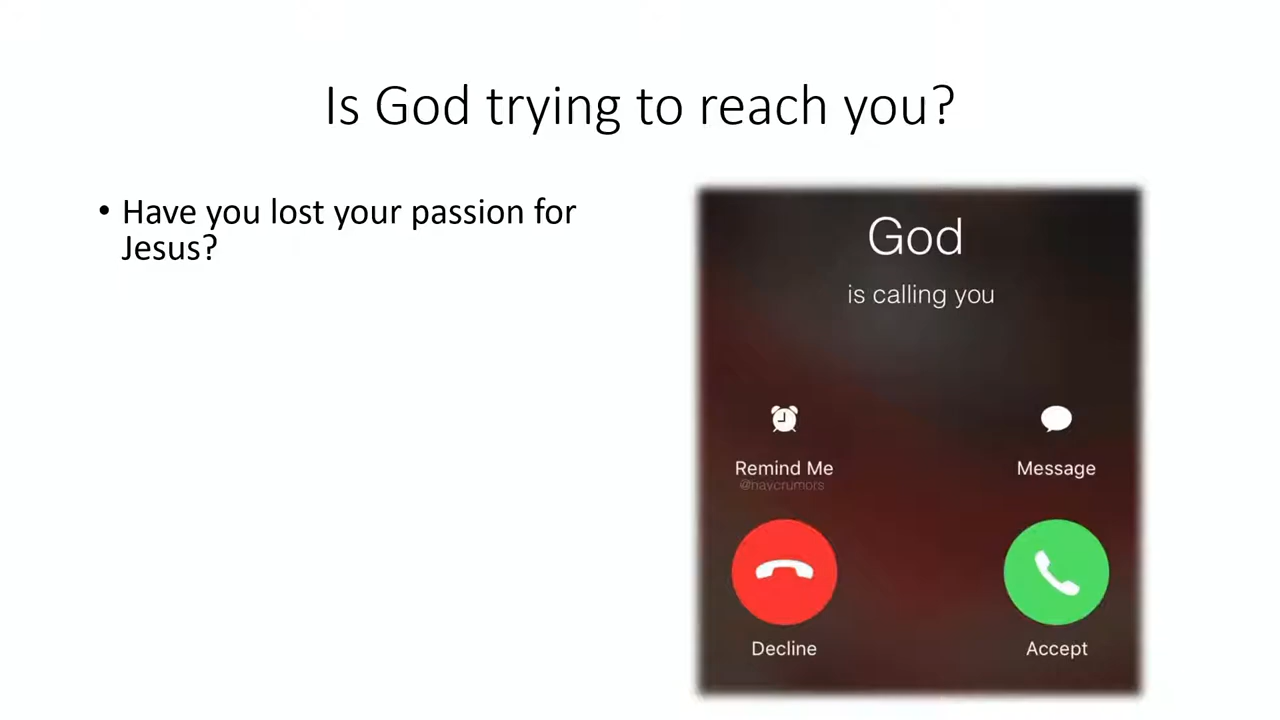 Is God trying to reach you?
• Have you lost your passion for
Jesus?
God
is calling you
Remind Me
Message
@navcrumors
Decline
Accept